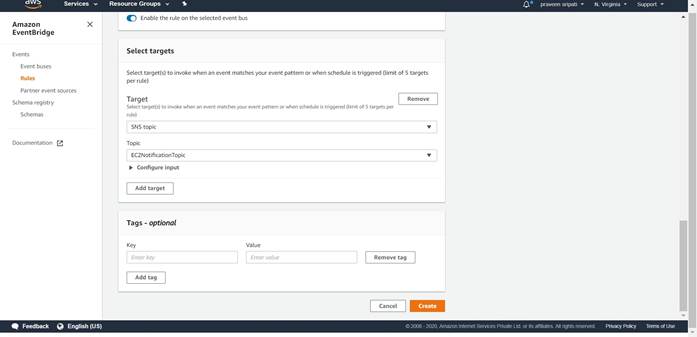 aws
Services
Resource Groups
praveen sripati
N. Virginia
Support
Amazon
EventBridge
Events
Event buses
Rules
Partner event sources
Schema registry
Schemas
Documentation
Enable the rule on the selected event bus
Select targets
Select target(s) to invoke when an event matches your event pattern or when schedule is triggered (limit of 5 targets
per rule)
Target
Remove
Select target(s) to invoke when an event matches your event pattern or when schedule is triggered (limit of 5 targets per
rule)
SNS topic
Topic
EC2NotificationTopic
Configure input
Add target
Tags - optional
Key
Value
Enter key
Enter value
Remove tag
Add tag
Cancel
Create
Feedback
English (US)
© 2008 - 2020, Amazon Internet Services Private Ltd. or its affiliates. All rights reserved.
Privacy Policy
Terms of Use